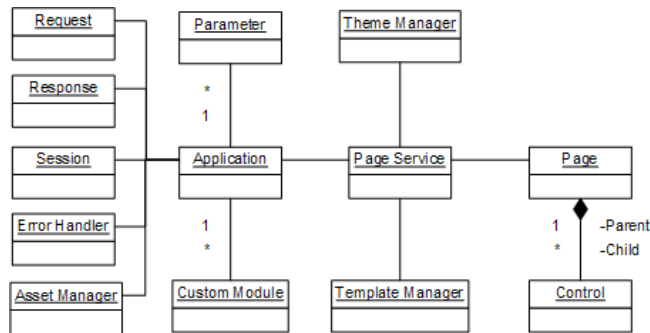 Request
Parameter
Theme Manager
Response
*
1
Session
Application
Page Service
Page
Error Handler
1
*
1
-Parent
*
-Child
Asset Manager
Custom Module
Template Manager
Control